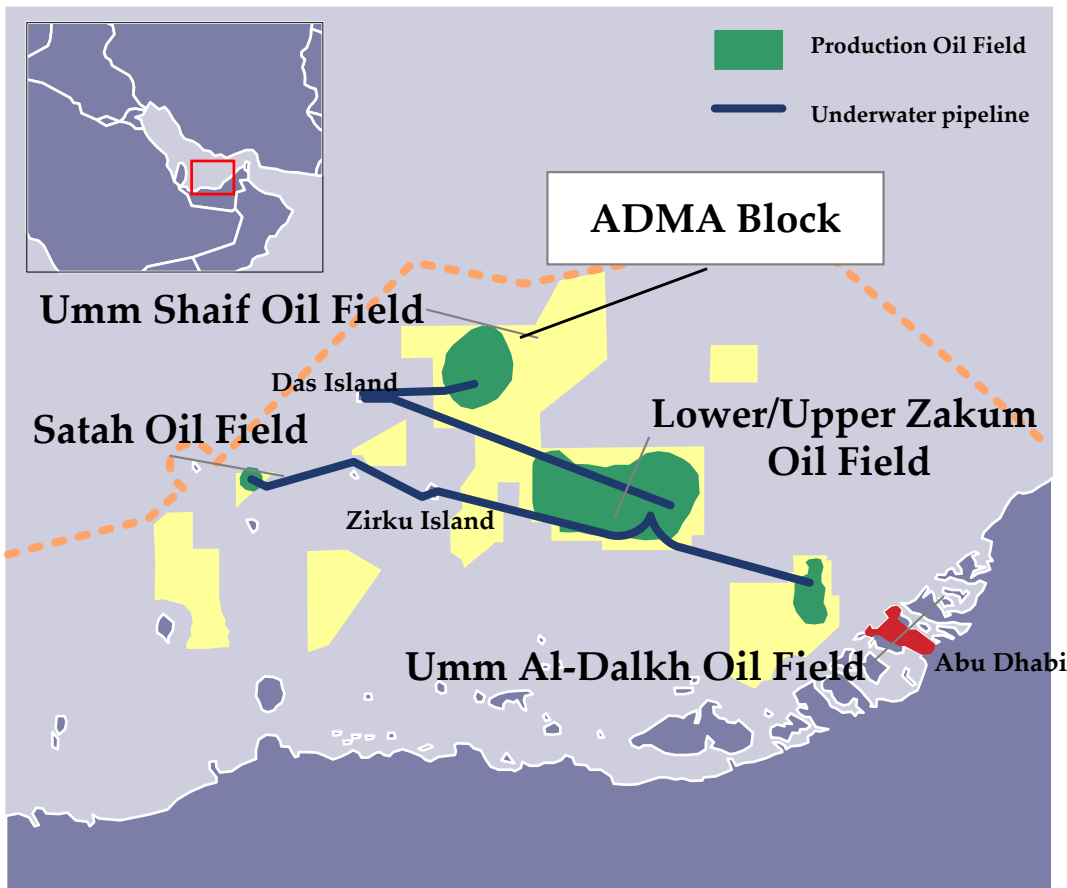 Production Oil Field
Underwater pipeline
ADMA Block
Umm Shaif Oil Field
Das Island
Satah Oil Field
Lower/Upper Zakum
Oil Field
Zirku Island
Umm Al-Dalkh Oil Field
Abu Dhabi